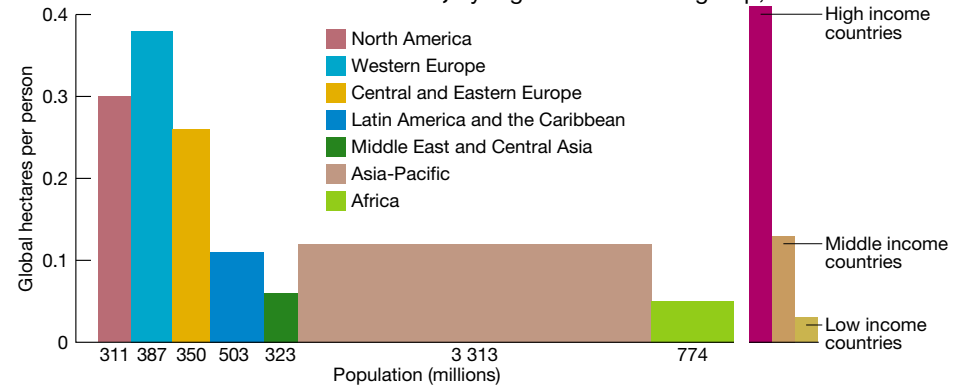 0.4
0.3
0.2
0.1
0
Global hectares per person
North America
Western Europe
Central and Eastern Europe
Latin America and the Caribbean
Middle East and Central Asia
Asia-Pacific
Africa
High income
countries
Middle income
countries
Low income
countries
311 387 350 503 323 3 313 774
Population (millions)